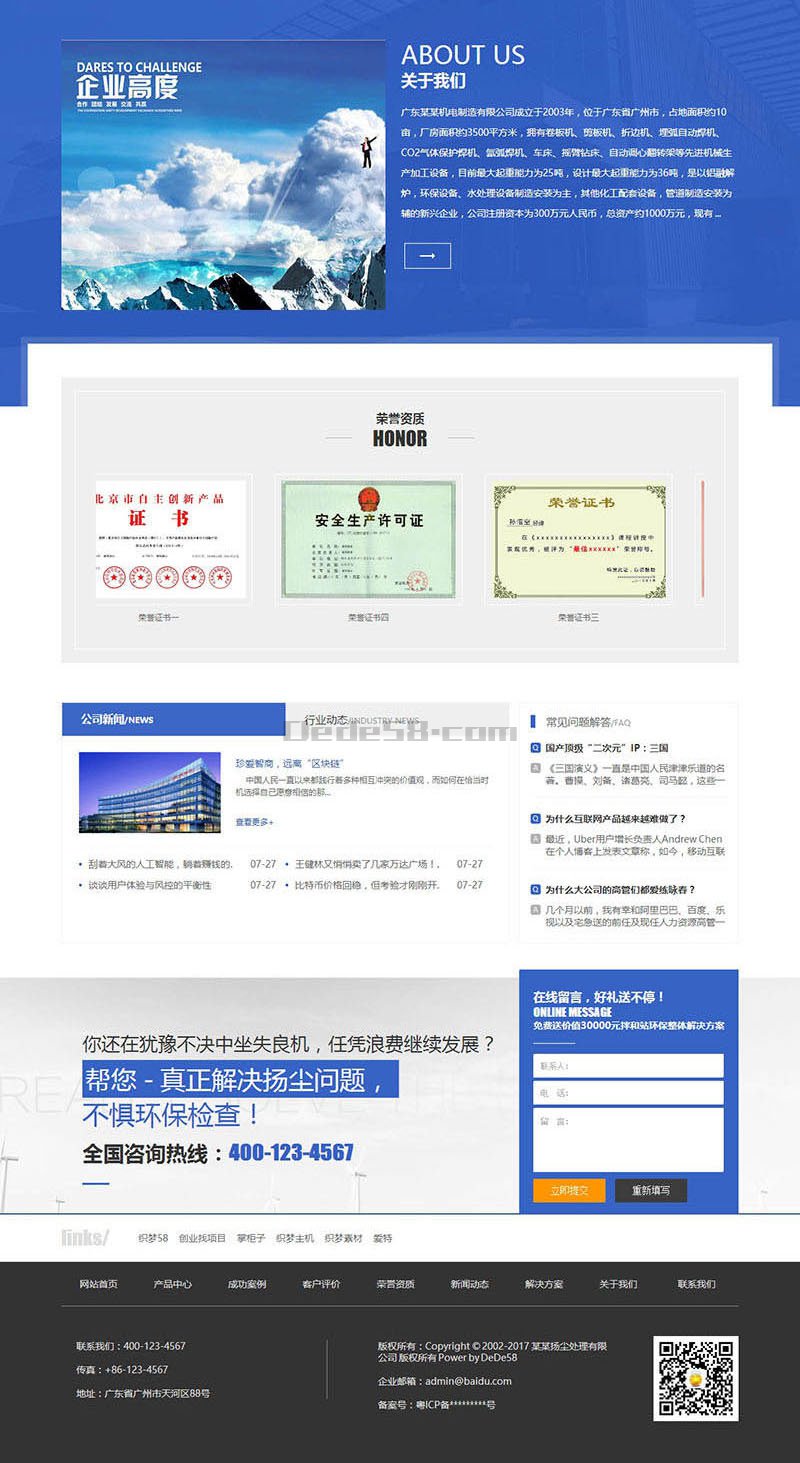 DARES TO CHALLENGE
企业高度
合作 团结 发展 交流 共赢
ABOUT US
关于我们
广东某某机电制造有限公司成立于2003年，位于广东省广州市，占地面积约10
亩，厂房面积约3500平方米，拥有卷板机、剪板机、折边机、埋弧自动焊机、
CO2气体保护焊机、氩弧焊机、车床、摇臂钻床、自动调心翻转架等先进机械生
产加工设备，目前最大起重能力为25吨，设计最大起重能力为36吨，是以铝融解
炉，环保设备、水处理设备制造安装为主，其他化工配套设备，管道制造安装为
辅的新兴企业，公司注册资本为300万元人民币，总资产约1000万元，现有 ...
荣誉资质
HONOR
北京市自主创新产品
证 书
安全生产许可证
荣誉证书
在《xxxxxxxxxxxxxxxx》课程讲授中
表现优秀，被评为"最佳xxxxxx"荣誉称号。
特发此证，以资鼓励
荣誉证书一
荣誉证书四
荣誉证书三
公司新闻/NEWS
行业动态/INDUSTRY NEWS
Dede58.com
珍爱智商，远离“区块链”
中国人民一直以来都践行着多种相互冲突的价值观，而如何在恰当时
机选择自己愿意相信的那...
查看更多+
刮着大风的人工智能，躺着赚钱的. 07-27
王健林又悄悄卖了几家万达广场！. 07-27
谈谈用户体验与风控的平衡性 07-27
比特币价格回稳，但考验才刚刚开. 07-27
常见问题解答/FAQ
Q 国产顶级“二次元”IP：三国
A 《三国演义》一直是中国人民津津乐道的名
著。曹操、刘备、诸葛亮、司马懿，这些一
Q 为什么互联网产品越来越难做了？
A 最近，Uber用户增长负责人Andrew Chen
在个人博客上发表文章称，如今，移动互联
Q 为什么大公司的高管们都爱练咏春？
A 几个月以前，我有幸和阿里巴巴、百度、乐
视以及宅急送的前任及现任人力资源高管一
你还在犹豫不决中坐失良机，任凭浪费继续发展？
帮您 - 真正解决扬尘问题，
不惧环保检查！
全国咨询热线：400-123-4567
在线留言，好礼送不停！
ONLINE MESSAGE
免费送价值30000元拌和站环保整体解决方案
联系人:
电 话:
留 言:
立即提交
重新填写
links/
织梦58 创业找项目 掌柜子 织梦主机 织梦素材 爱特
网站首页 产品中心 成功案例 客户评价 荣誉资质 新闻动态 解决方案 关于我们 联系我们
联系我们：400-123-4567
传真：+86-123-4567
地址：广东省广州市天河区88号
版权所有：Copyright © 2002-2017 某某扬尘处理有限
公司 版权所有 Power by DeDe58
企业邮箱：admin@baidu.com
备案号：粤ICP备*********号